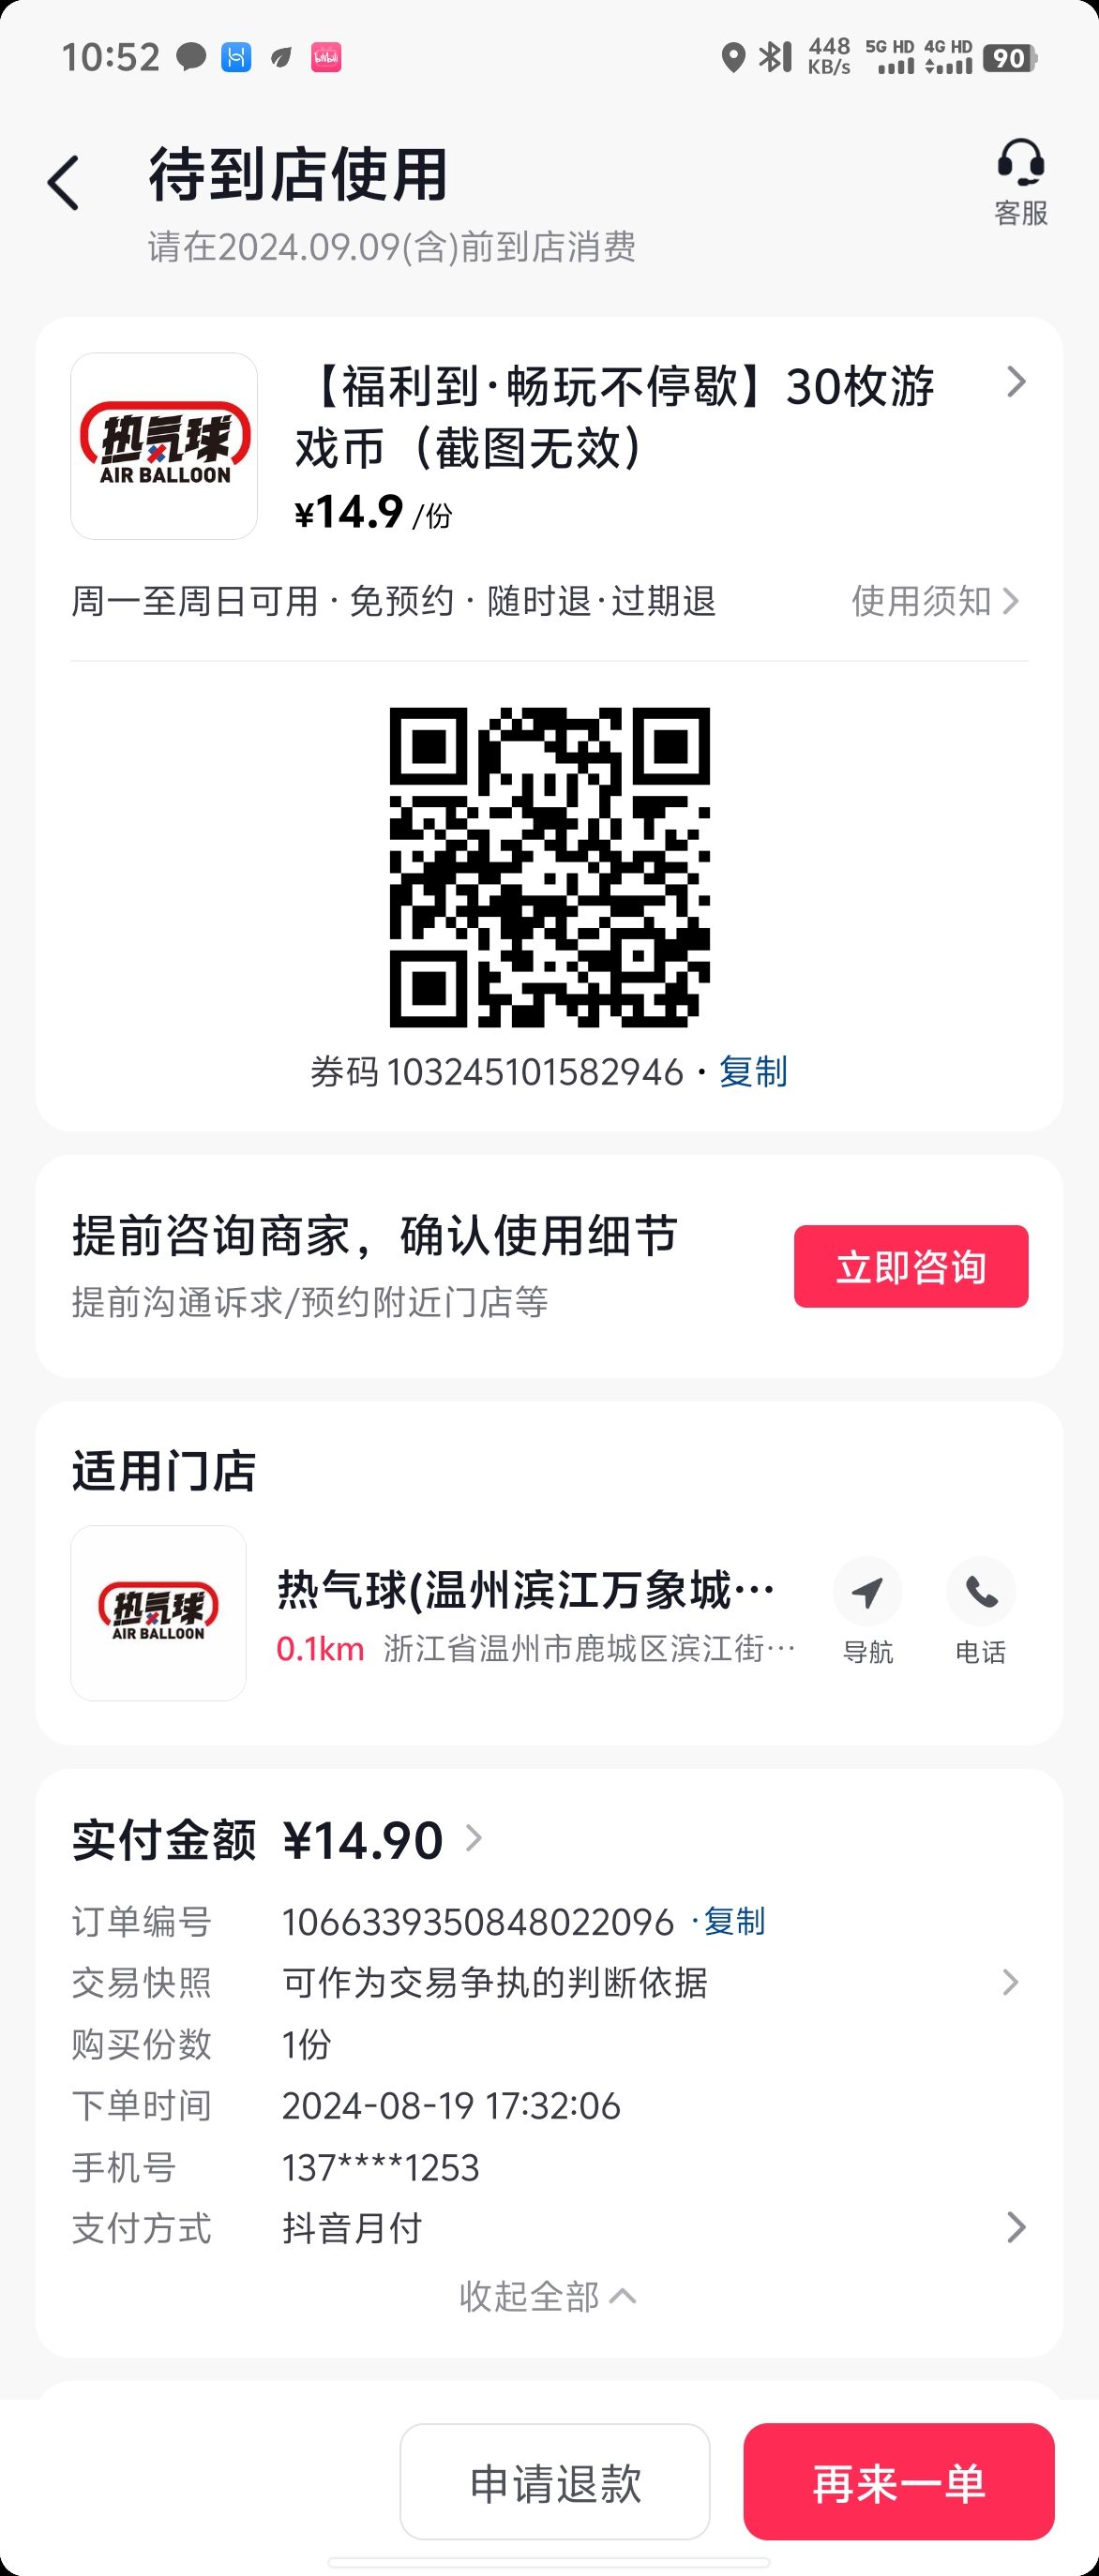 10:52
448 KB/s 5G HD 4G HD 90
待到店使用
请在2024.09.09(含)前到店消费
客服
热气球
AIR BALLOON
【福利到·畅玩不停歇】30枚游
戏币（截图无效）
¥14.9 /份
周一至周日可用 · 免预约 · 随时退·过期退
使用须知
券码 103245101582946 · 复制
提前咨询商家，确认使用细节
提前沟通诉求/预约附近门店等
立即咨询
适用门店
热气球
AIR BALLOON
热气球(温州滨江万象城…
0.1km 浙江省温州市鹿城区滨江街…
导航
电话
实付金额 ¥14.90
订单编号 1066339350848022096 ·复制
交易快照 可作为交易争执的判断依据
购买份数 1份
下单时间 2024-08-19 17:32:06
手机号 137****1253
支付方式 抖音月付
收起全部
申请退款
再来一单